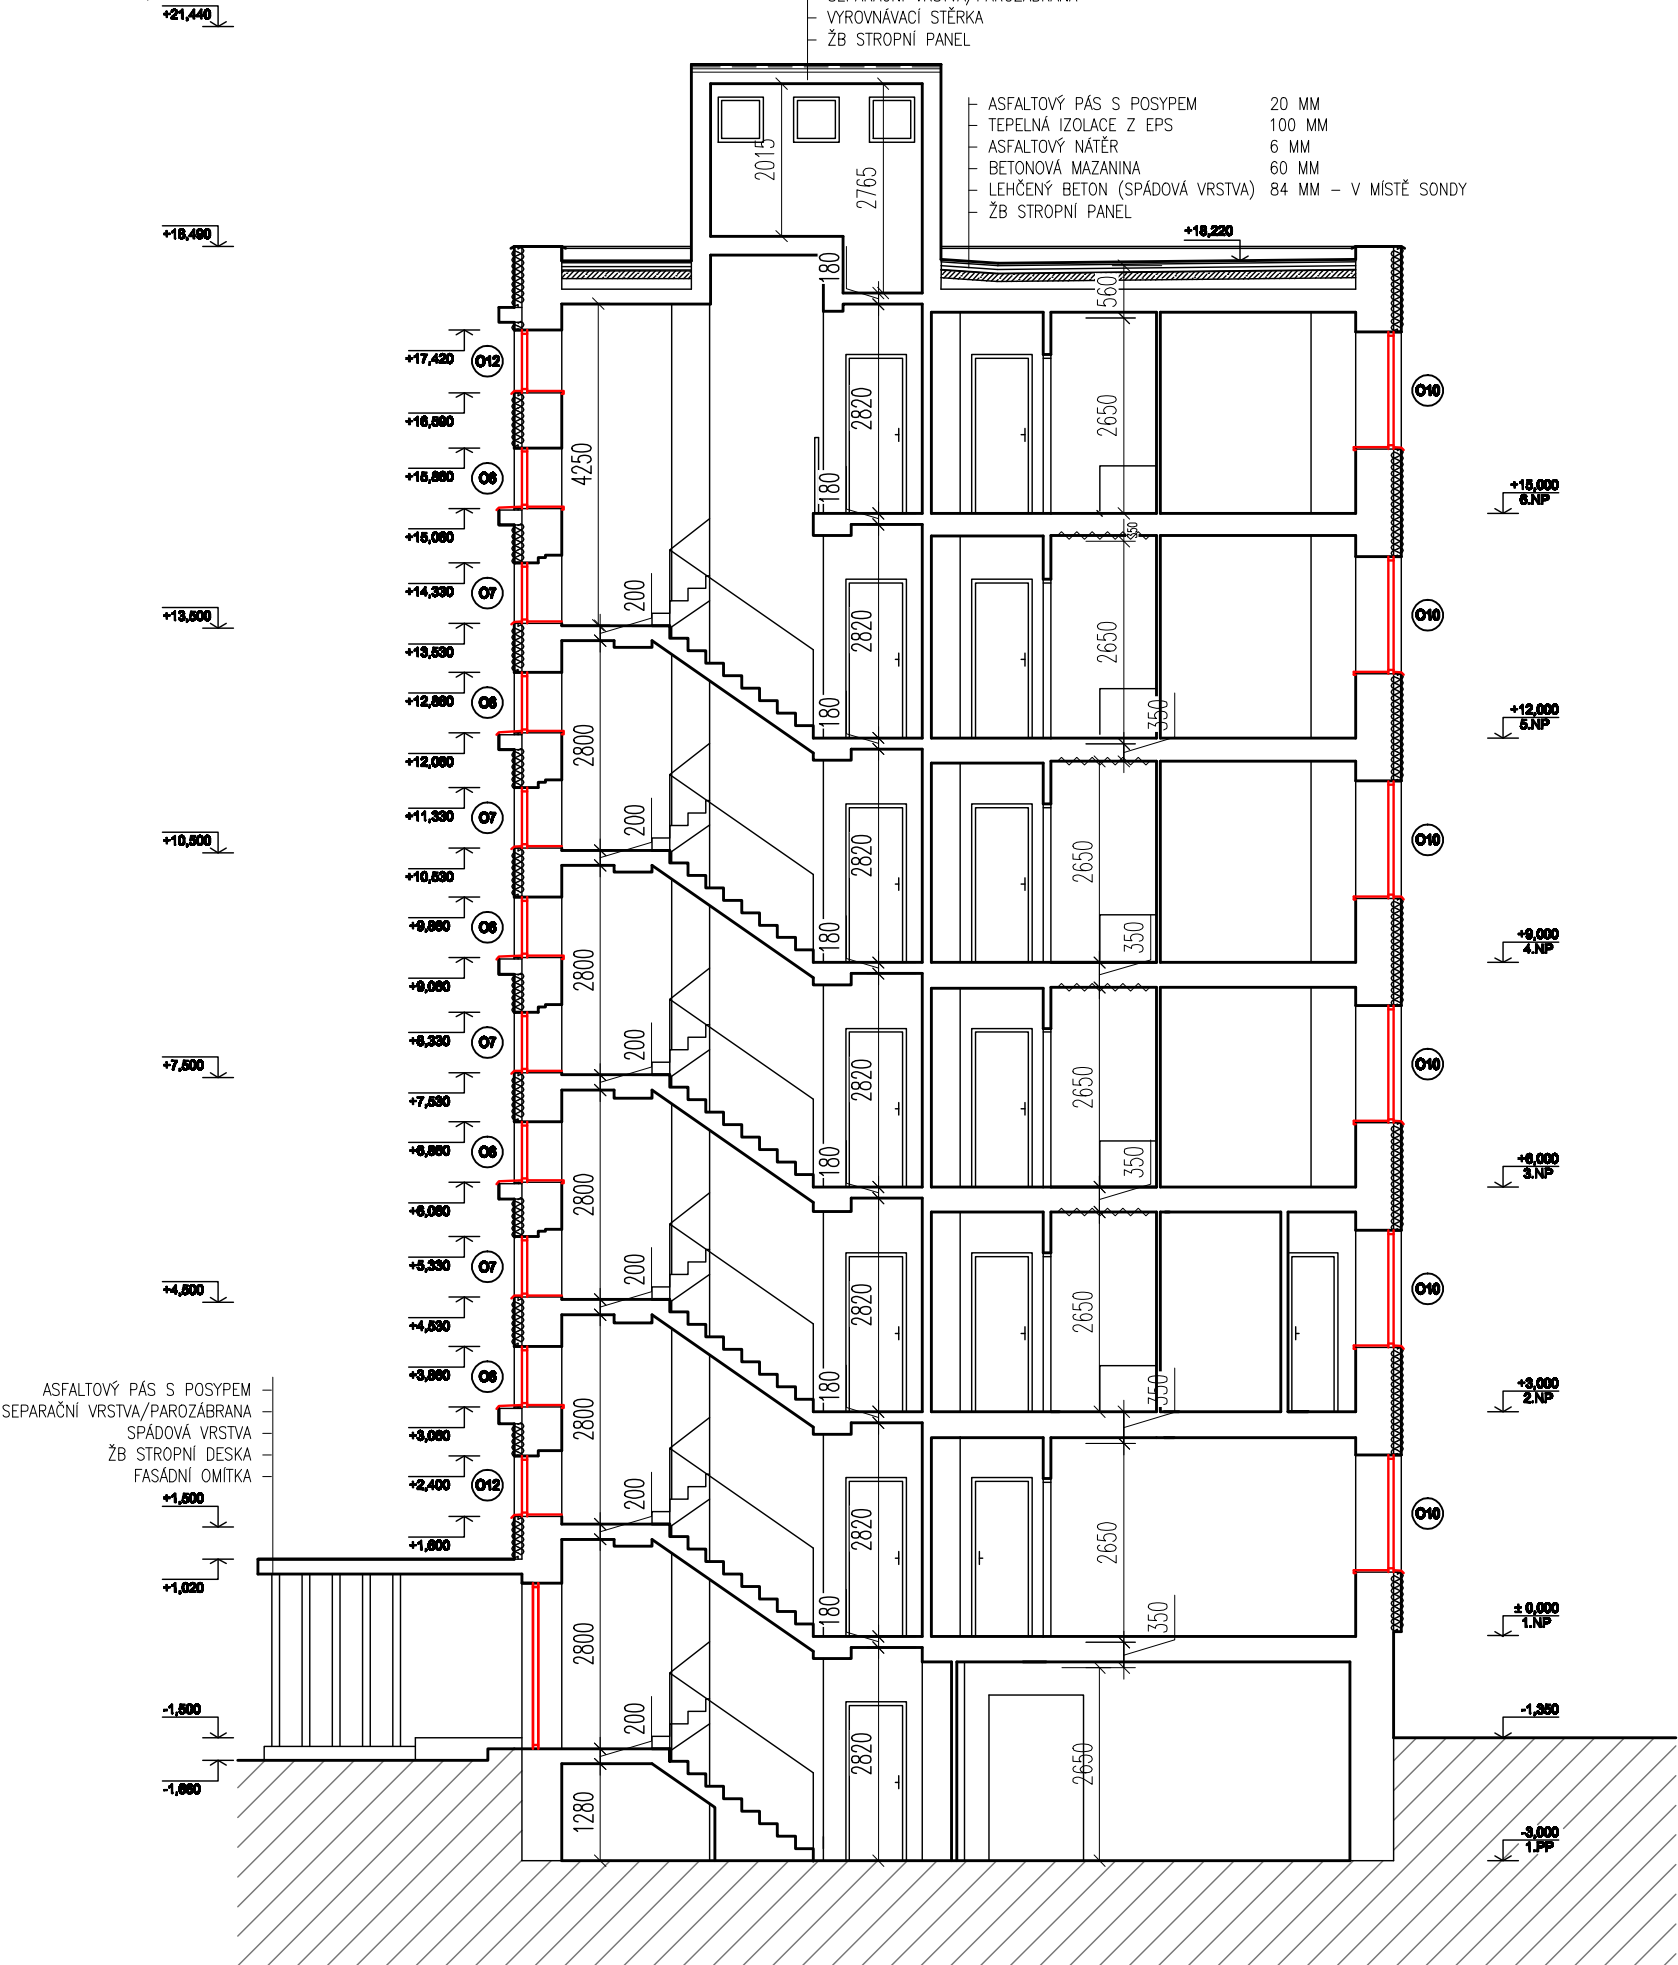 +21,440
VYROVNÁVACÍ STĚRKA
ŽB STROPNÍ PANEL
ASFALTOVÝ PÁS S POSYPEM 20 MM
TEPELNÁ IZOLACE Z EPS 100 MM
ASFALTOVÝ NÁTĚR 6 MM
BETONOVÁ MAZANINA 60 MM
LEHČENÝ BETON (SPÁDOVÁ VRSTVA) 84 MM – V MÍSTĚ SONDY
ŽB STROPNÍ PANEL
2015
2765
+18,490
+18,220
180
560
+17,420
O12
2820
2650
O10
+16,590
4250
+15,860
O6
180
+15,000
6.NP
+15,060
350
+14,330
O7
200
+13,500
2820
2650
O10
+13,530
+12,860
O6
180
350
+12,000
5.NP
2800
+12,060
+11,330
O7
200
+10,500
2820
2650
O10
+10,530
+9,860
O6
180
350
+9,000
4.NP
2800
+9,060
+8,330
O7
200
+7,500
2820
2650
O10
+7,530
+6,860
O6
180
350
+6,000
3.NP
2800
+6,060
+5,330
O7
200
+4,500
2820
2650
O10
+4,530
+3,860
O6
180
350
+3,000
2.NP
ASFALTOVÝ PÁS S POSYPEM
SEPARAČNÍ VRSTVA/PAROZÁBRANA
SPÁDOVÁ VRSTVA
ŽB STROPNÍ DESKA
FASÁDNÍ OMÍTKA
2800
+3,060
+2,400
O12
200
+1,500
2820
2650
O10
+1,600
+1,020
180
350
± 0,000
1.NP
2800
-1,500
200
-1,350
2820
2650
-1,660
1280
-3,000
1.PP